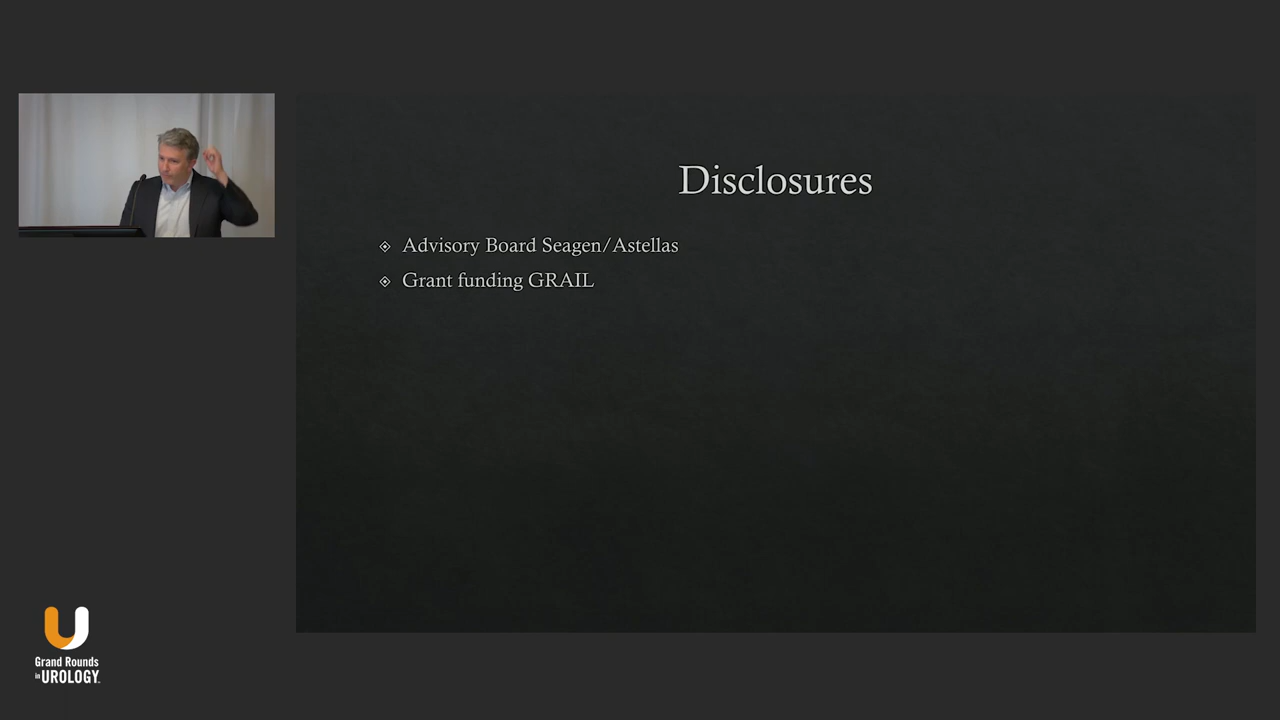 Disclosures
Advisory Board Seagen/Astellas
Grant funding GRAIL
Grand Rounds
in UROLOGY